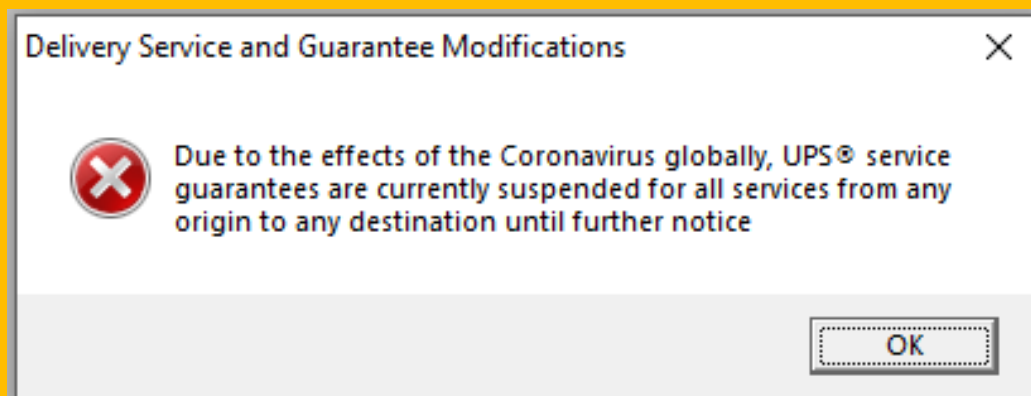 Delivery Service and Guarantee Modifications
Due to the effects of the Coronavirus globally, UPS® service
guarantees are currently suspended for all services from any
origin to any destination until further notice
OK